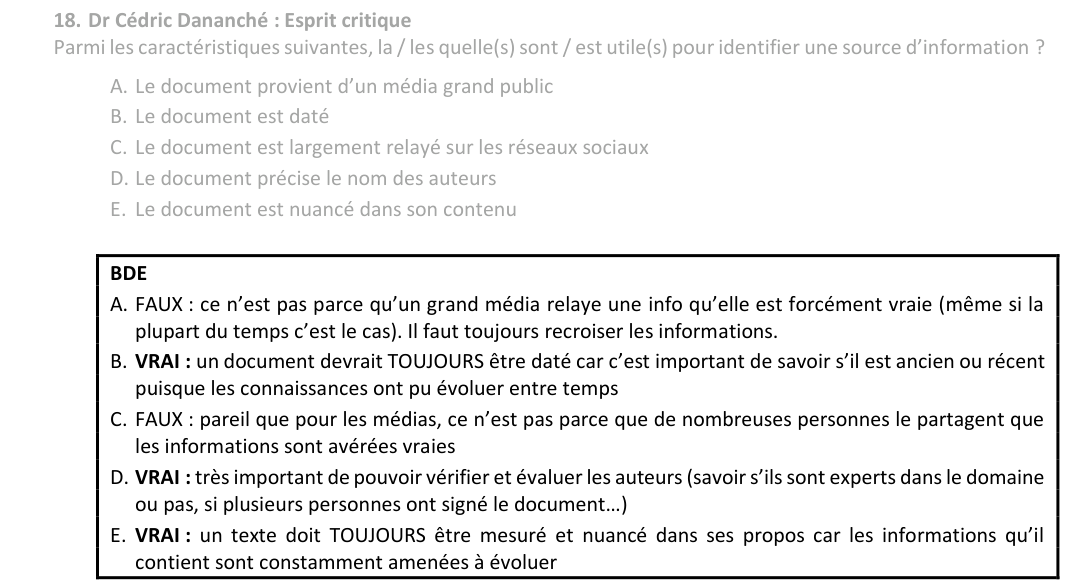 18. Dr Cédric Dananché : Esprit critique
Parmi les caractéristiques suivantes, la / les quelle(s) sont / est utile(s) pour identifier une source d’information ?
A. Le document provient d’un média grand public
B. Le document est daté
C. Le document est largement relayé sur les réseaux sociaux
D. Le document précise le nom des auteurs
E. Le document est nuancé dans son contenu
BDE
A. FAUX : ce n’est pas parce qu’un grand média relaye une info qu’elle est forcément vraie (même si la
plupart du temps c’est le cas). Il faut toujours recroiser les informations.
B. VRAI : un document devrait TOUJOURS être daté car c’est important de savoir s’il est ancien ou récent
puisque les connaissances ont pu évoluer entre temps
C. FAUX : pareil que pour les médias, ce n’est pas parce que de nombreuses personnes le partagent que
les informations sont avérées vraies
D. VRAI : très important de pouvoir vérifier et évaluer les auteurs (savoir s’ils sont experts dans le domaine
ou pas, si plusieurs personnes ont signé le document…)
E. VRAI : un texte doit TOUJOURS être mesuré et nuancé dans ses propos car les informations qu’il
contient sont constamment amenées à évoluer